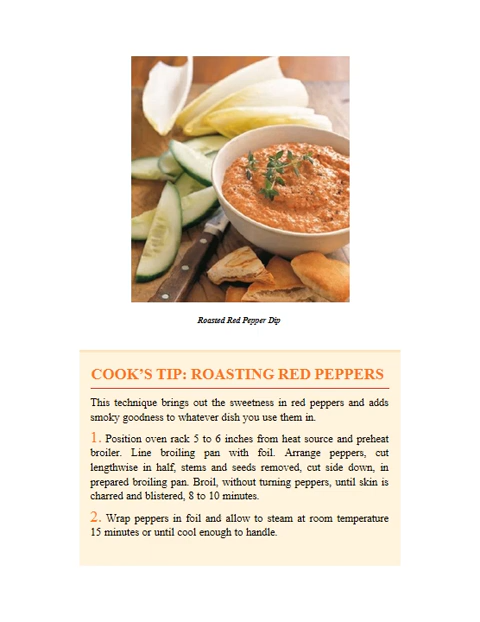 Roasted Red Pepper Dip
COOK’S TIP: ROASTING RED PEPPERS
This technique brings out the sweetness in red peppers and adds
smoky goodness to whatever dish you use them in.
1. Position oven rack 5 to 6 inches from heat source and preheat
broiler. Line broiling pan with foil. Arrange peppers, cut
lengthwise in half, stems and seeds removed, cut side down, in
prepared broiling pan. Broil, without turning peppers, until skin is
charred and blistered, 8 to 10 minutes.
2. Wrap peppers in foil and allow to steam at room temperature
15 minutes or until cool enough to handle.